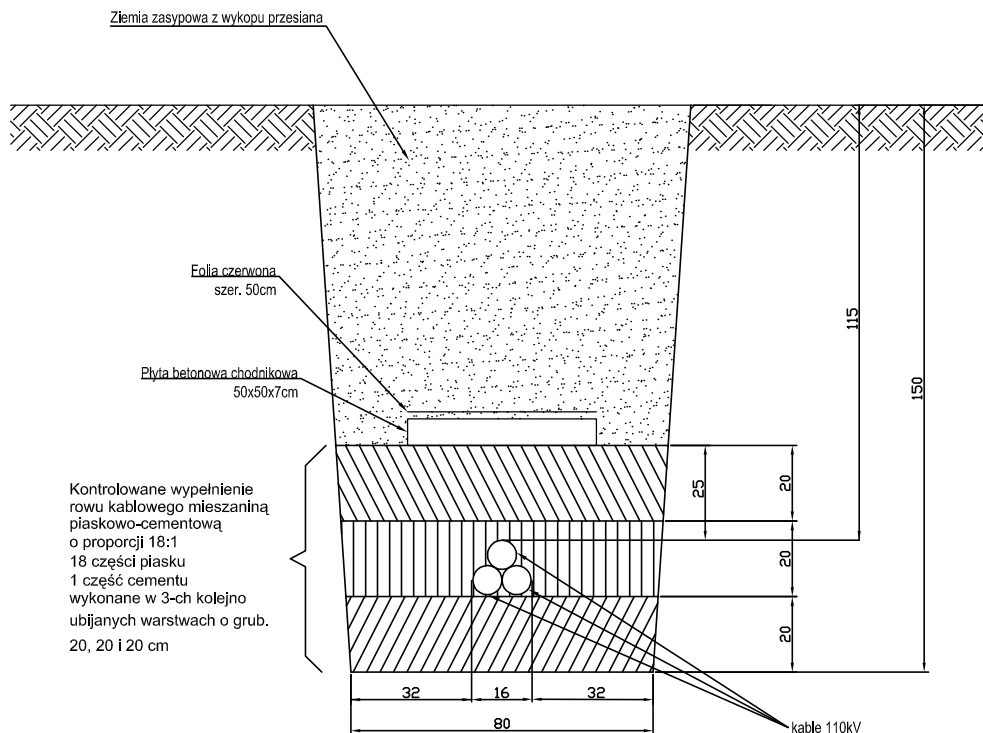 Ziemia zasypowa z wykopu przesiana
Folia czerwona
szer. 50cm
Płyta betonowa chodnikowa
50x50x7cm
Kontrolowane wypełnienie
rowu kablowego mieszaniną
piaskowo-cementową
o proporcji 18:1
18 części piasku
1 część cementu
wykonane w 3-ch kolejno
ubijanych warstwach o grub.
20, 20 i 20 cm
115
150
25
20
20
20
32
16
32
80
kable 110kV